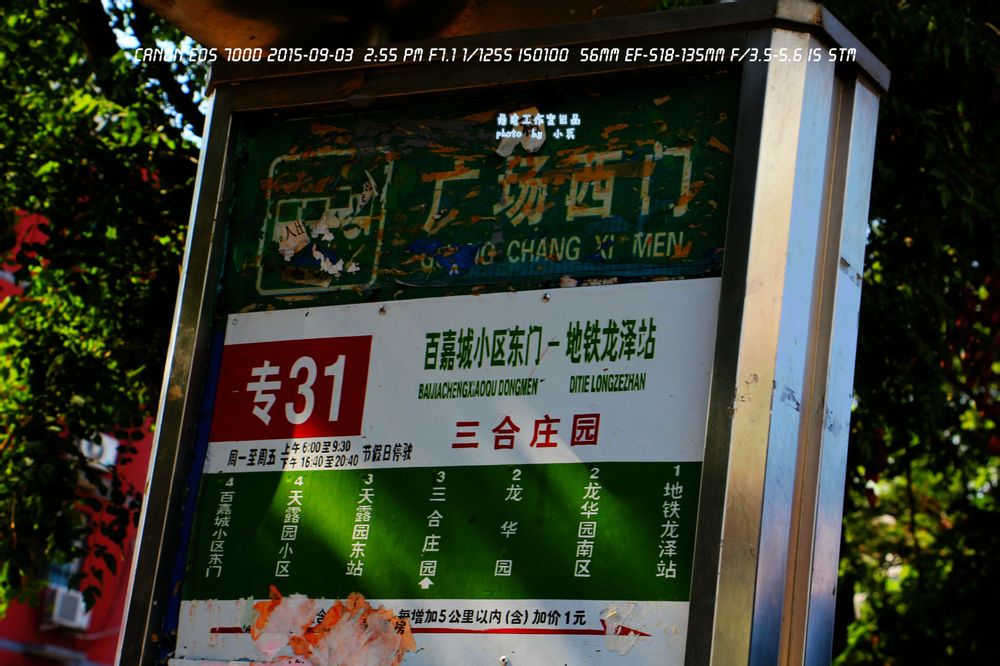 CANON EOS 700D 2015-09-03 2:55 PM F7.1 1/125S ISO100 56MM EF-S18-135MM F/3.5-5.6 IS STM
photo by 小
广场西门
CHANG XI MEN
专31
百嘉城小区东门－地铁龙泽站
BAIJIACHENGXIAOQU DONGMEN DITIE LONGZEZHAN
三合庄园
周一至周五 上午6:00至9:30 下午16:40至20:40 节假日停驶
4百嘉城小区东门
4天露园小区
3天露园东站
3三合庄园
2龙华园
2龙华园南区
1地铁龙泽站
每增加5公里以内(含)加价1元